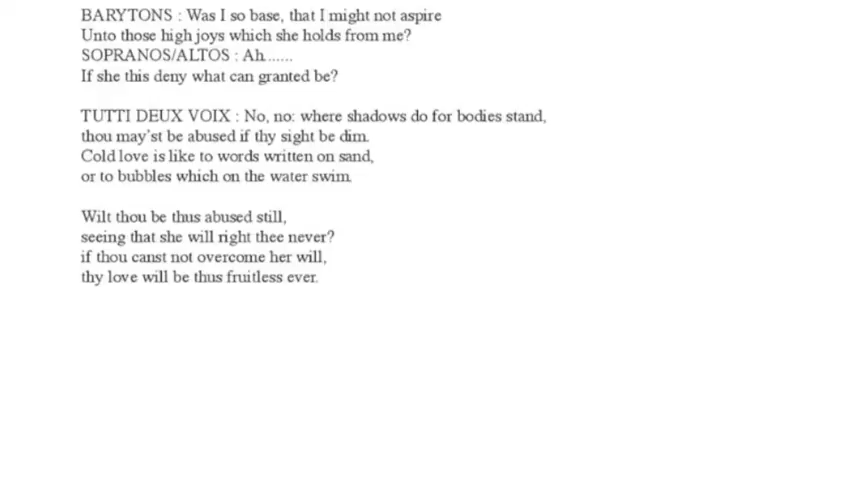 BARYTONS : Was I so base, that I might not aspire
Unto those high joys which she holds from me?
SOPRANOS/ALTOS : Ah.......
If she this deny what can granted be?
TUTTI DEUX VOIX : No, no: where shadows do for bodies stand,
thou may'st be abused if thy sight be dim.
Cold love is like to words written on sand,
or to bubbles which on the water swim.
Wilt thou be thus abused still,
seeing that she will right thee never?
if thou canst not overcome her will,
thy love will be thus fruitless ever.